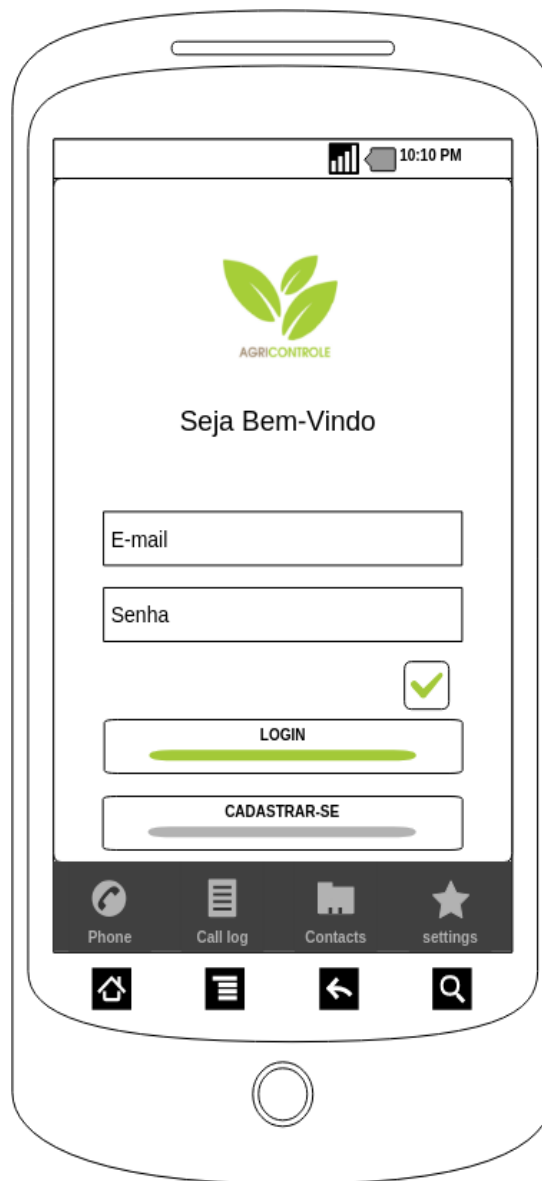 10:10 PM
AGRICONTROLE
Seja Bem-Vindo
E-mail
Senha
LOGIN
CADASTRAR-SE
Phone Call log Contacts settings